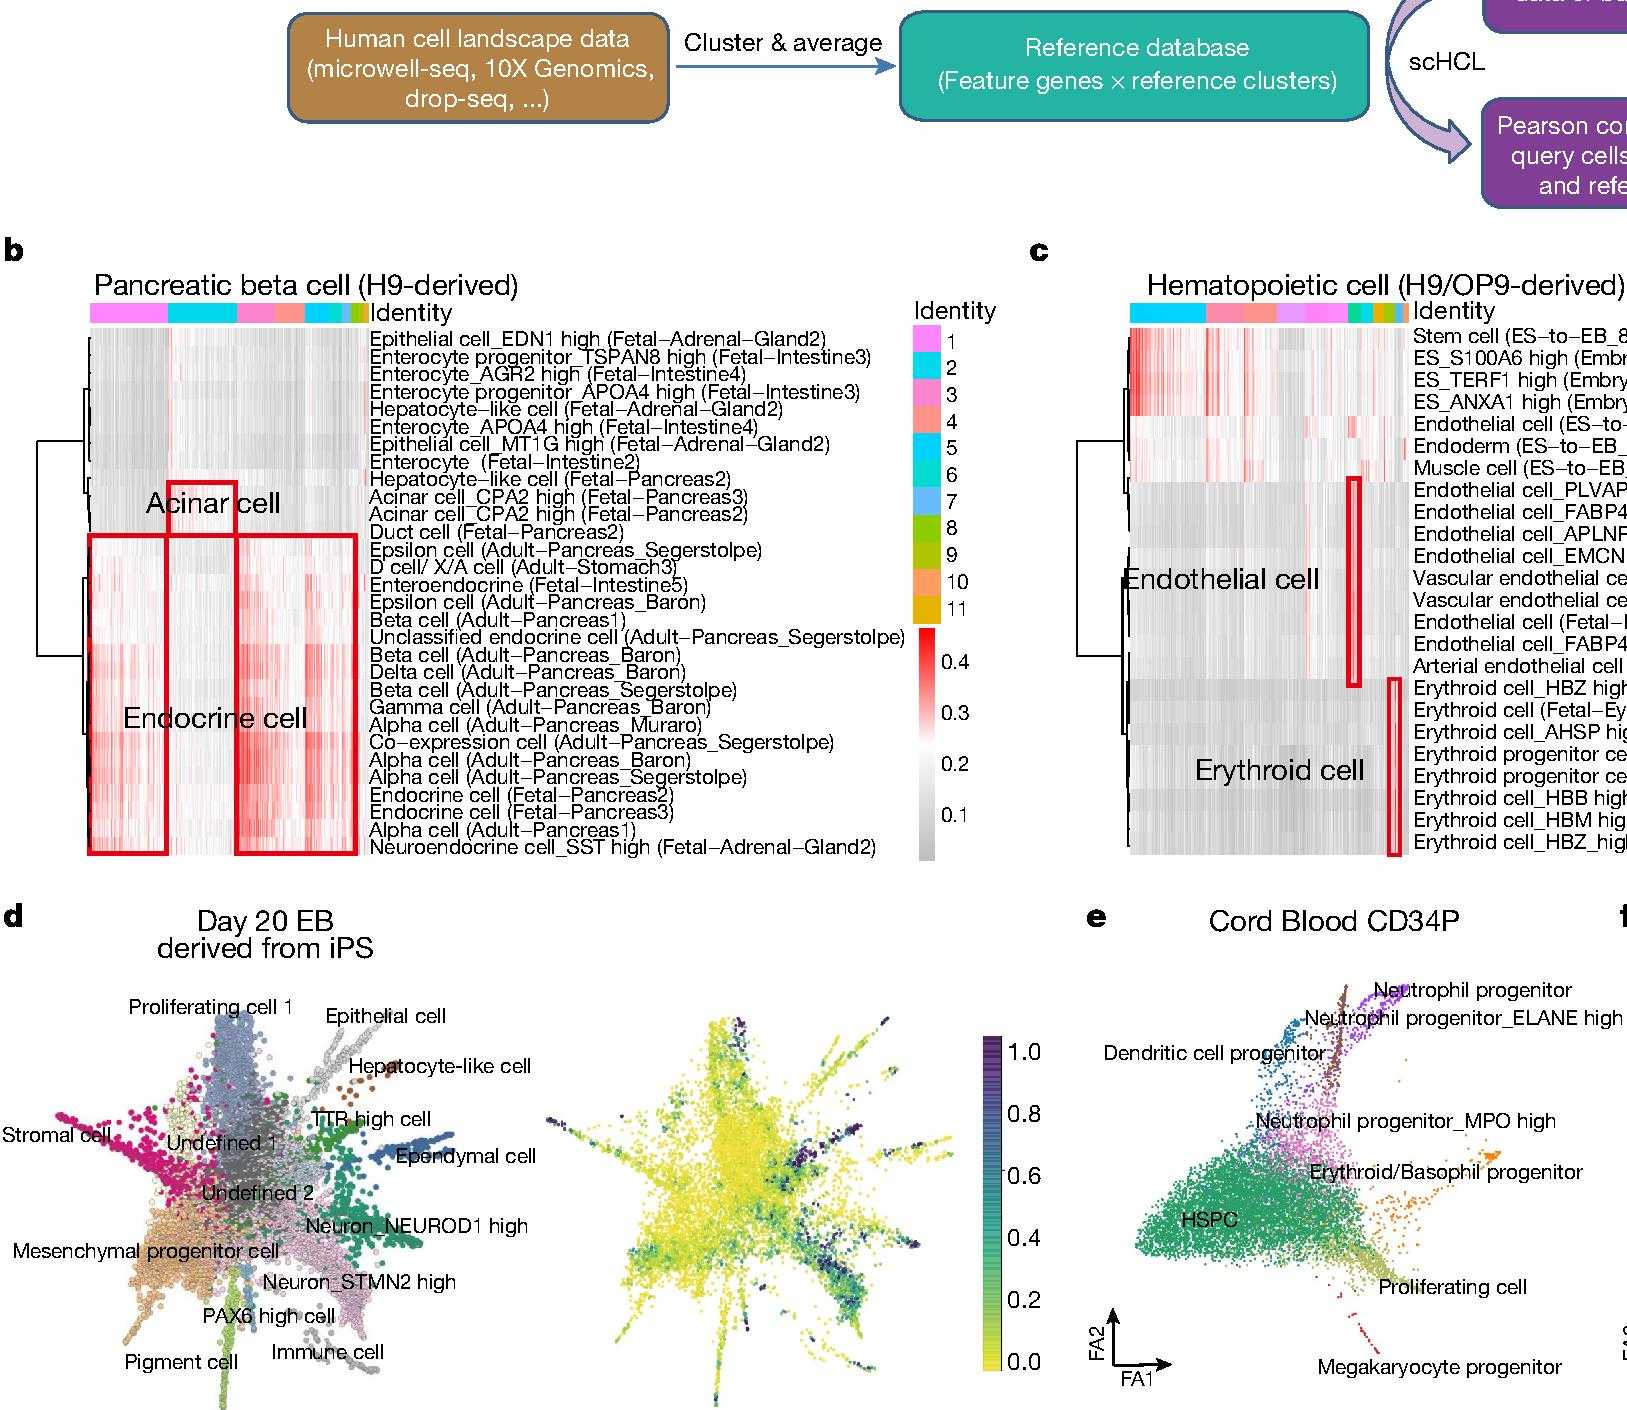 Human cell landscape data
(microwell-seq, 10X Genomics,
drop-seq, ...)
Cluster & average
Reference database
(Feature genes × reference clusters)
scHCL
Pearson
query cells
and
b
Pancreatic beta cell (H9-derived)
Identity
Epithelial cell_EDN1 high (Fetal−Adrenal−Gland2)
Enterocyte progenitor_TSPAN8 high (Fetal−Intestine3)
Enterocyte_AGR2 high (Fetal−Intestine4)
Enterocyte progenitor_APOA4 high (Fetal−Intestine3)
Hepatocyte−like cell (Fetal−Adrenal−Gland2)
Enterocyte_APOA4 high (Fetal−Intestine4)
Epithelial cell_MT1G high (Fetal−Adrenal−Gland2)
Enterocyte (Fetal−Intestine2)
Hepatocyte−like cell (Fetal−Pancreas2)
Acinar cell_CPA2 high (Fetal−Pancreas3)
Acinar cell_CPA2 high (Fetal−Pancreas2)
Duct cell (Fetal−Pancreas2)
Epsilon cell (Adult−Pancreas_Segerstolpe)
D cell/ X/A cell (Adult−Stomach3)
Enteroendocrine (Fetal−Intestine5)
Epsilon cell (Adult−Pancreas_Baron)
Beta cell (Adult−Pancreas1)
Unclassified endocrine cell (Adult−Pancreas_Segerstolpe)
Beta cell (Adult−Pancreas_Baron)
Delta cell (Adult−Pancreas_Baron)
Beta cell (Adult−Pancreas_Segerstolpe)
Gamma cell (Adult−Pancreas_Baron)
Alpha cell (Adult−Pancreas_Muraro)
Co−expression cell (Adult−Pancreas_Segerstolpe)
Alpha cell (Adult−Pancreas_Baron)
Alpha cell (Adult−Pancreas_Segerstolpe)
Endocrine cell (Fetal−Pancreas2)
Endocrine cell (Fetal−Pancreas3)
Alpha cell (Adult−Pancreas1)
Neuroendocrine cell_SST high (Fetal−Adrenal−Gland2)
Acinar cell
Endocrine cell
Identity
1
2
3
4
5
6
7
8
9
10
11
0.4
0.3
0.2
0.1
c
Hematopoietic cell (H9/OP9-derived)
Identity
Stem cell (ES−to−EB_8
ES_S100A6 high (Embr
ES_TERF1 high (Embry
ES_ANXA1 high (Embry
Endothelial cell (ES−to−
Endoderm (ES−to−EB_
Muscle cell (ES−to−EB_
Endothelial cell_PLVAP
Endothelial cell_FABP4
Endothelial cell_APLNR
Endothelial cell_EMCN
Vascular endothelial ce
Vascular endothelial ce
Endothelial cell (Fetal−
Endothelial cell_FABP4
Arterial endothelial cell
Erythroid cell_HBZ high
Erythroid cell (Fetal−Ey
Erythroid cell_AHSP hig
Erythroid progenitor ce
Erythroid progenitor ce
Erythroid cell_HBB high
Erythroid cell_HBM hig
Erythroid cell_HBZ_high
Endothelial cell
Erythroid cell
d
Day 20 EB
derived from iPS
Proliferating cell 1
Epithelial cell
Hepatocyte-like cell
TTR high cell
Stromal cell
Undefined 1
Ependymal cell
Undefined 2
Neuron_NEUROD1 high
Mesenchymal progenitor cell
Neuron_STMN2 high
PAX6 high cell
Immune cell
Pigment cell
1.0
0.8
0.6
0.4
0.2
0.0
e
Cord Blood CD34P
Neutrophil progenitor
Neutrophil progenitor_ELANE high
Dendritic cell progenitor
Neutrophil progenitor_MPO high
Erythroid/Basophil progenitor
HSPC
Proliferating cell
Megakaryocyte progenitor
FA2
FA1